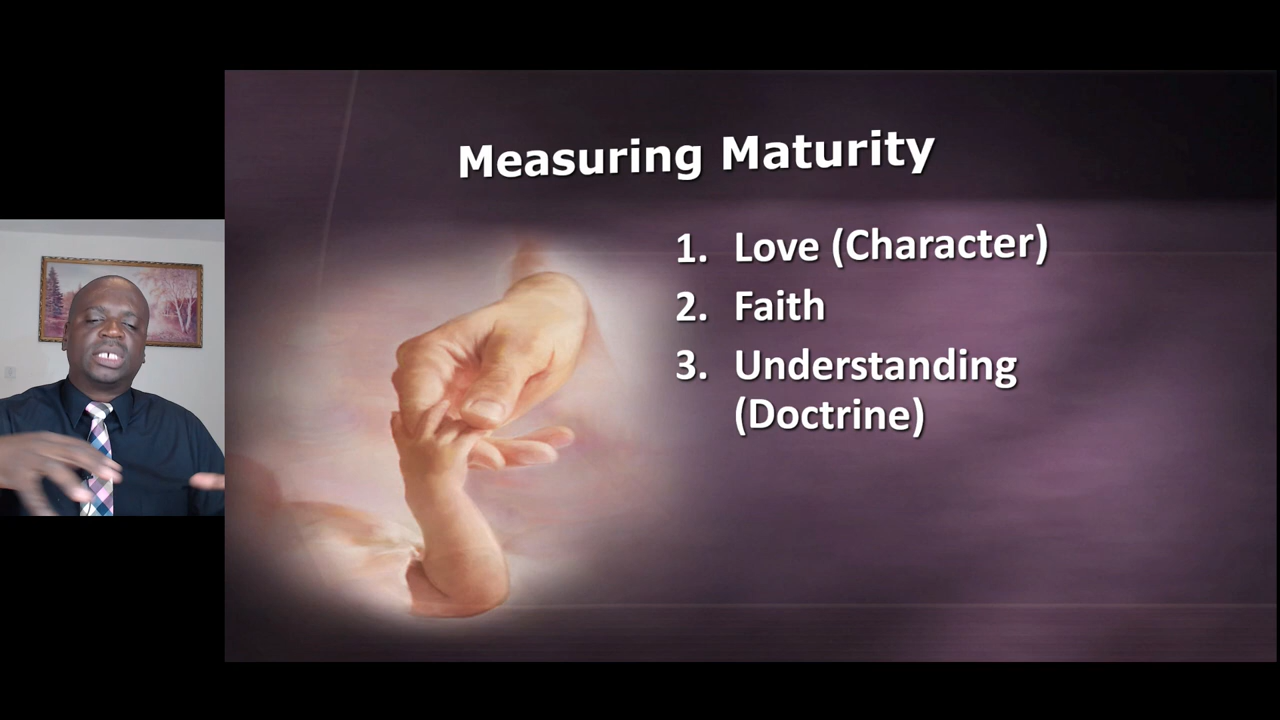 Measuring Maturity
1. Love (Character)
2. Faith
3. Understanding
(Doctrine)